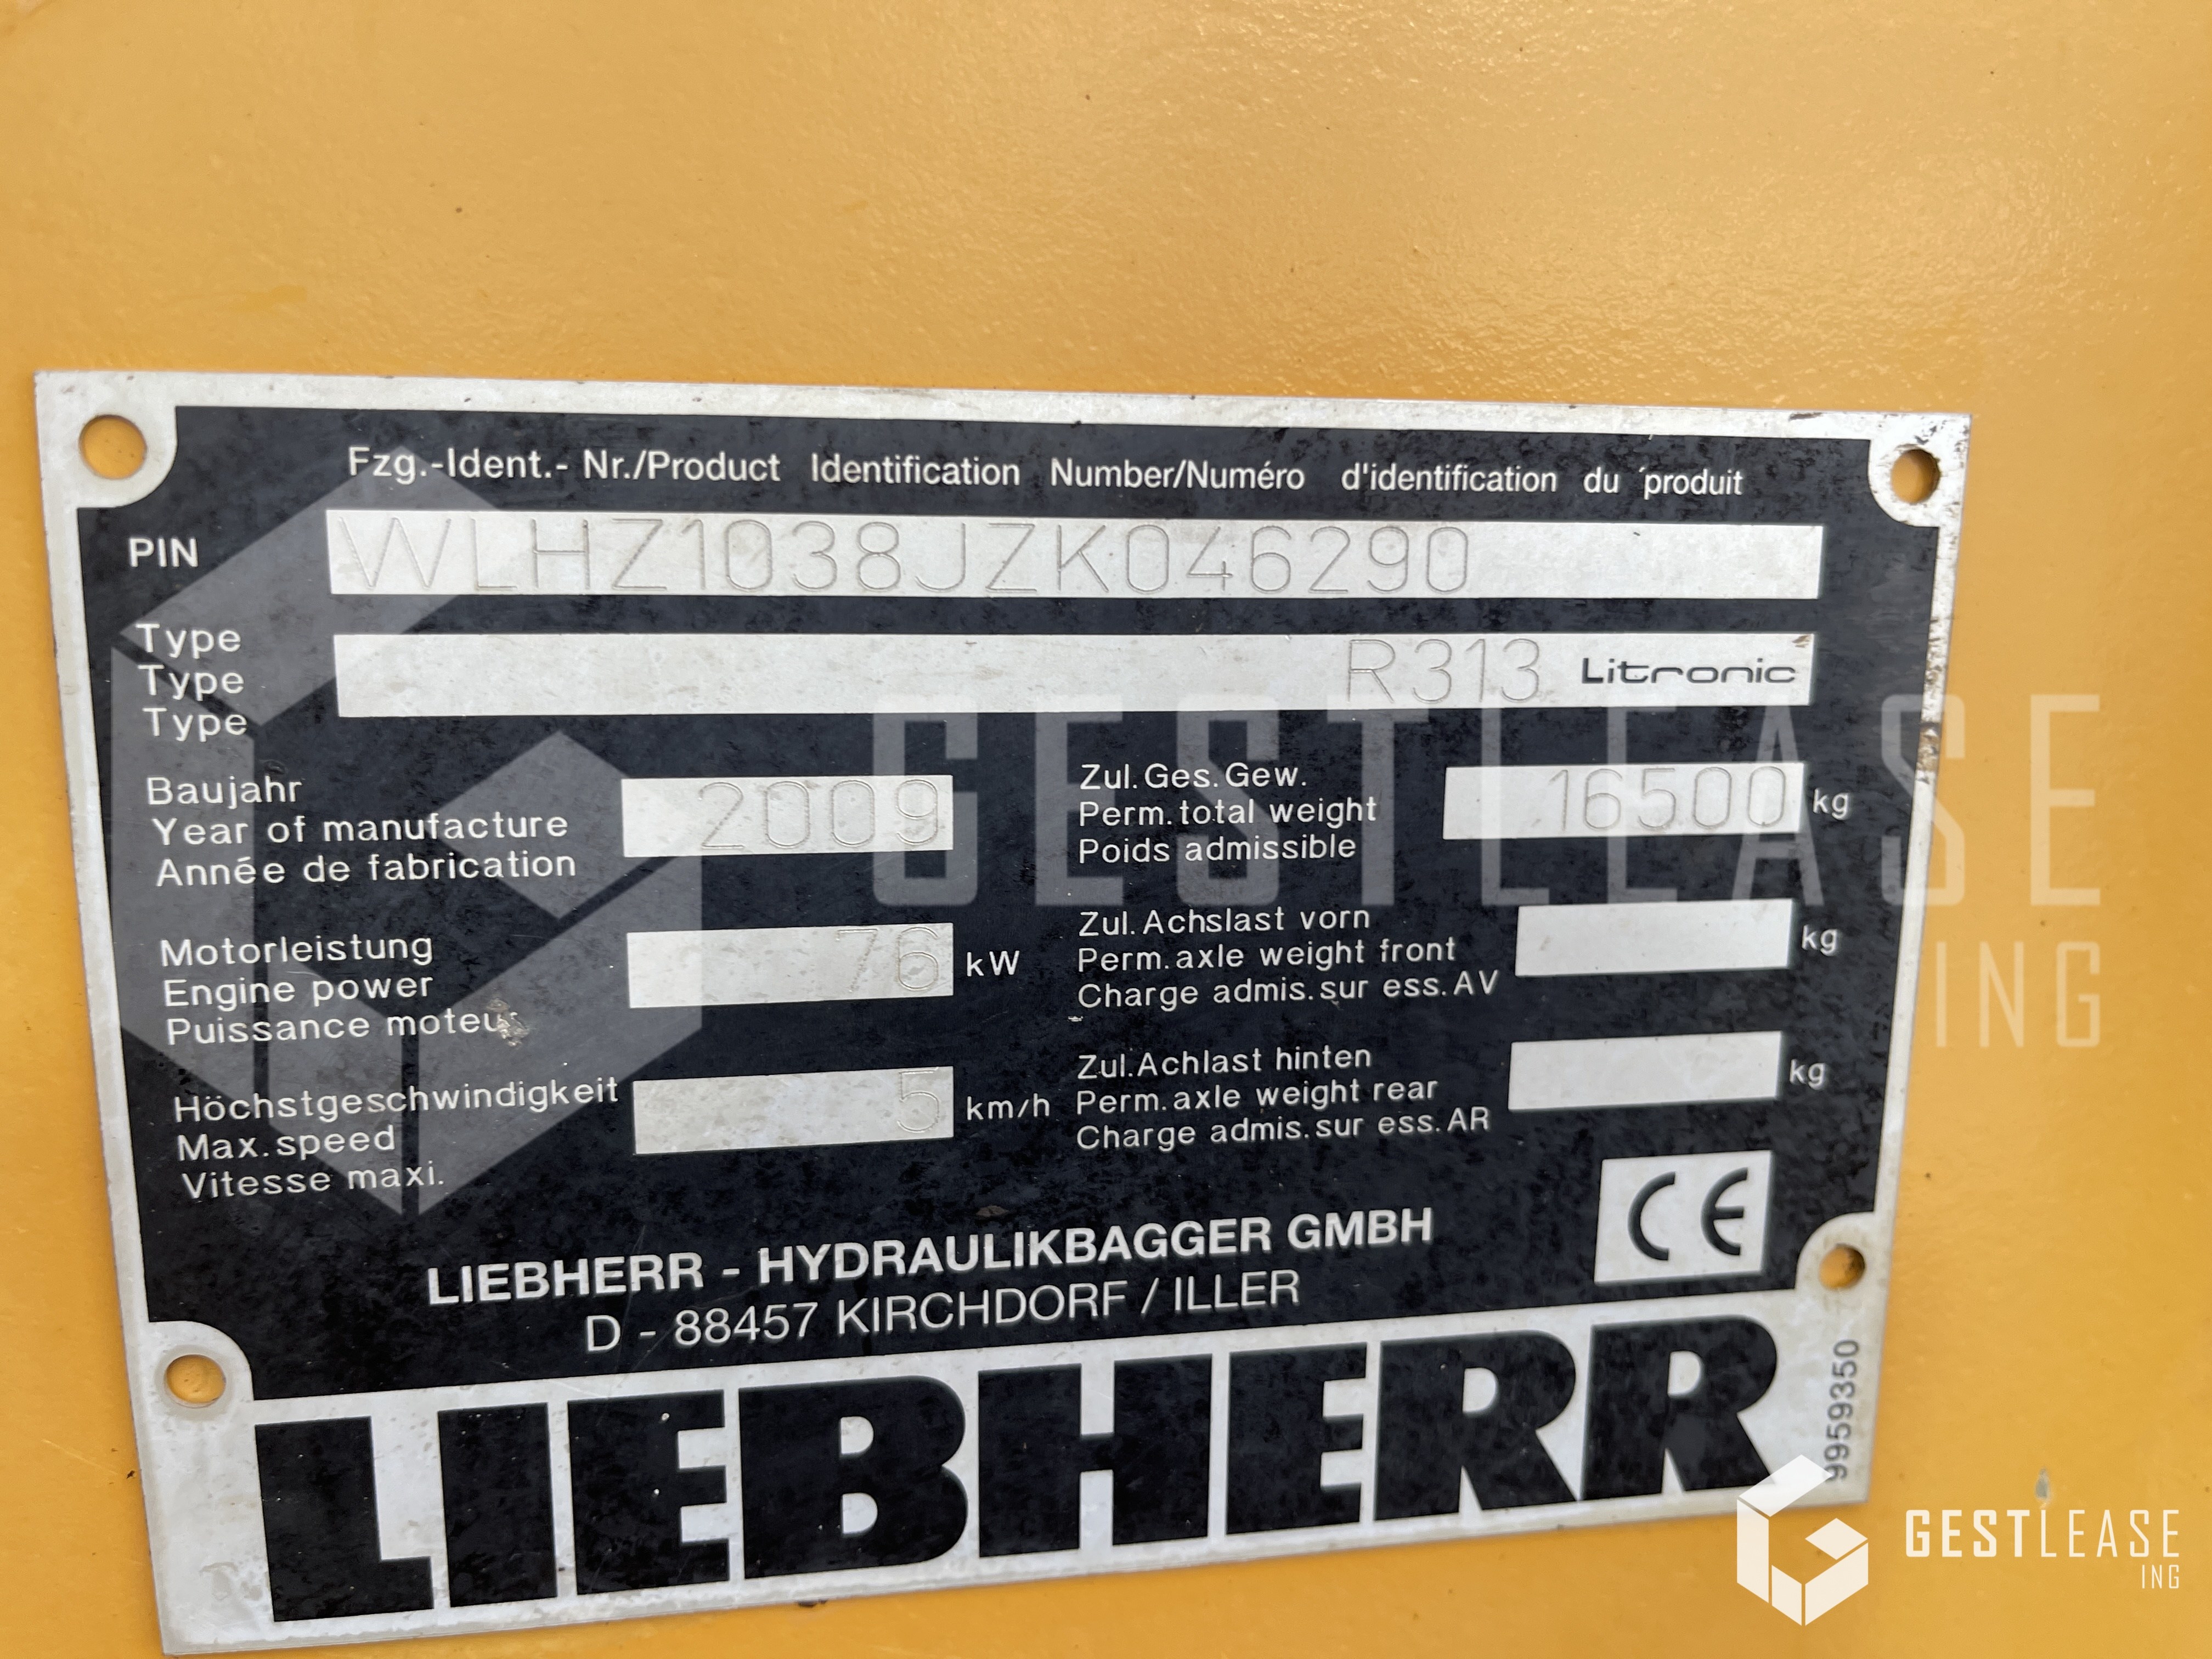 Fzg.-Ident.- Nr./Product Identification Number/Numéro d'identification du produit
PIN WLHZ1038JZK046290
Type
Type R313 Litronic
Type
Baujahr
Year of manufacture 2009
Année de fabrication
Zul.Ges.Gew.
Perm.total weight 16500 kg
Poids admissible
Motorleistung
Engine power 76 kW
Puissance moteur
Zul.Achslast vorn
Perm.axle weight front kg
Charge admis.sur ess.AV
Höchstgeschwindigkeit
Max.speed 5 km/h
Vitesse maxi.
Zul.Achlast hinten
Perm.axle weight rear kg
Charge admis.sur ess.AR
CE
LIEBHERR - HYDRAULIKBAGGER GMBH
D - 88457 KIRCHDORF / ILLER
LIEBHERR
9959350
GESTLEASE
ING
GESTLEASE
ING